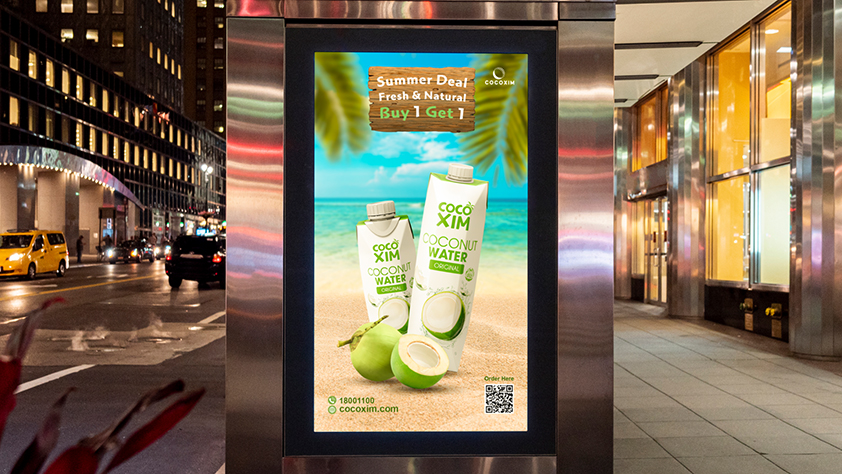 Summer Deal
Fresh & Natural
Buy 1 Get 1
COCOXIM
COCO
XIM
COCONUT
WATER
ORIGINAL
COCO
XIM
COCONUT
WATER
ORIGINAL
Order Here
18001100
cocoxim.com